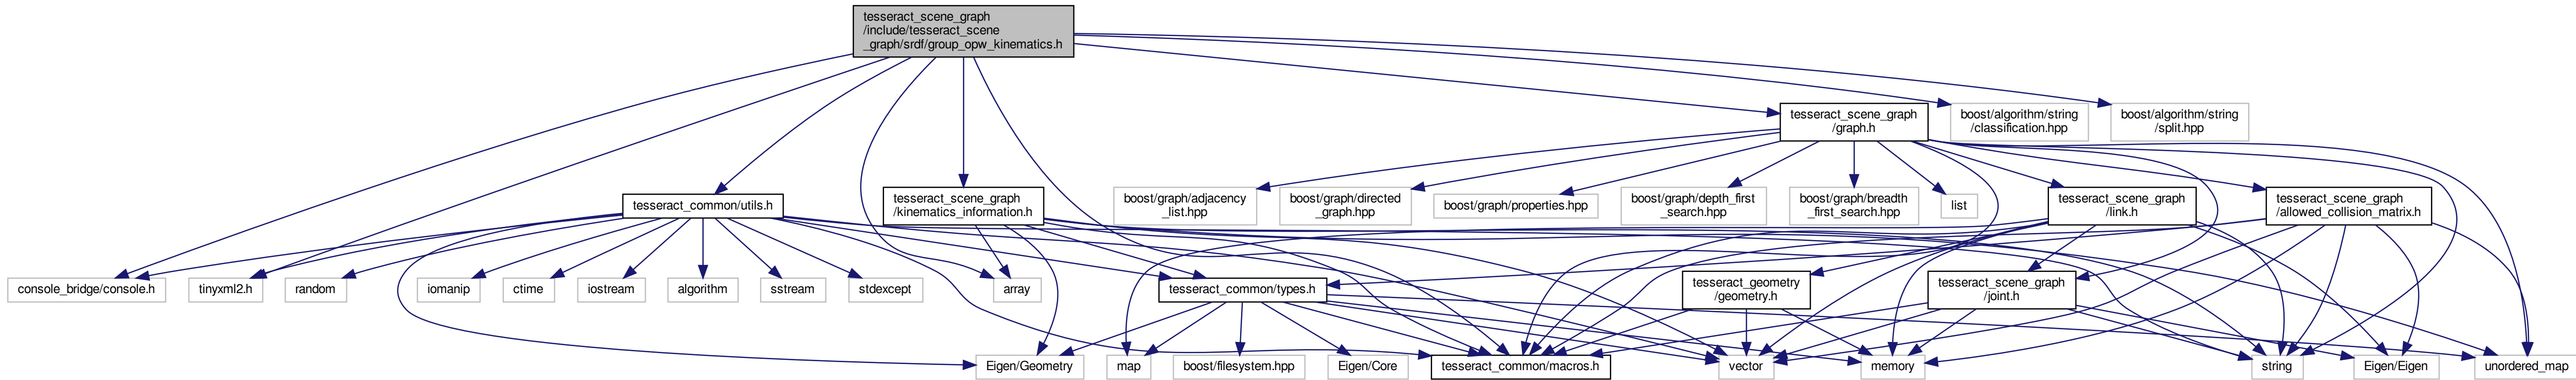 tesseract_scene_graph
/include/tesseract_scene
_graph/srdf/group_opw_kinematics.h
tesseract_scene_graph
/graph.h
boost/algorithm/string
/classification.hpp
boost/algorithm/string
/split.hpp
tesseract_common/utils.h
tesseract_scene_graph
/kinematics_information.h
boost/graph/adjacency
_list.hpp
boost/graph/directed
_graph.hpp
boost/graph/properties.hpp
boost/graph/depth_first
_search.hpp
boost/graph/breadth
_first_search.hpp
list
tesseract_scene_graph
/link.h
tesseract_scene_graph
/allowed_collision_matrix.h
console_bridge/console.h
tinyxml2.h
random
iomanip
ctime
iostream
algorithm
sstream
stdexcept
array
tesseract_common/types.h
tesseract_geometry
/geometry.h
tesseract_scene_graph
/joint.h
Eigen/Geometry
map
boost/filesystem.hpp
Eigen/Core
tesseract_common/macros.h
vector
memory
string
Eigen/Eigen
unordered_map